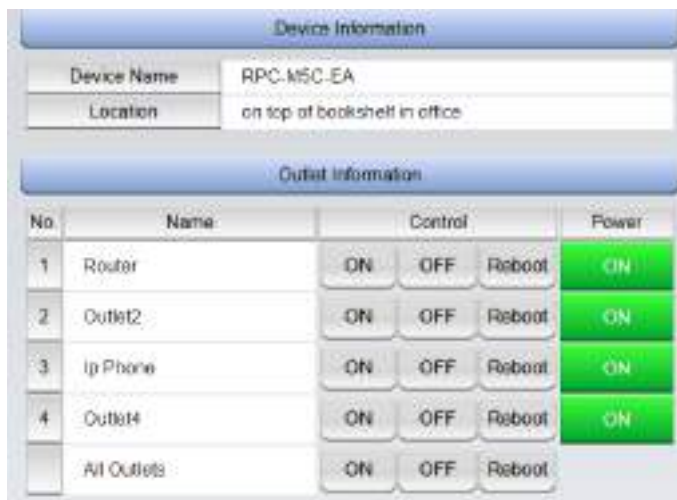 Device Information
Device Name RPC-M5C-EA
Location on top of bookshelf in office
Outlet Information
No. Name Control Power
1 Router ON OFF Reboot ON
2 Outlet2 ON OFF Reboot ON
3 Ip Phone ON OFF Reboot ON
4 Outlet4 ON OFF Reboot ON
All Outlets ON OFF Reboot